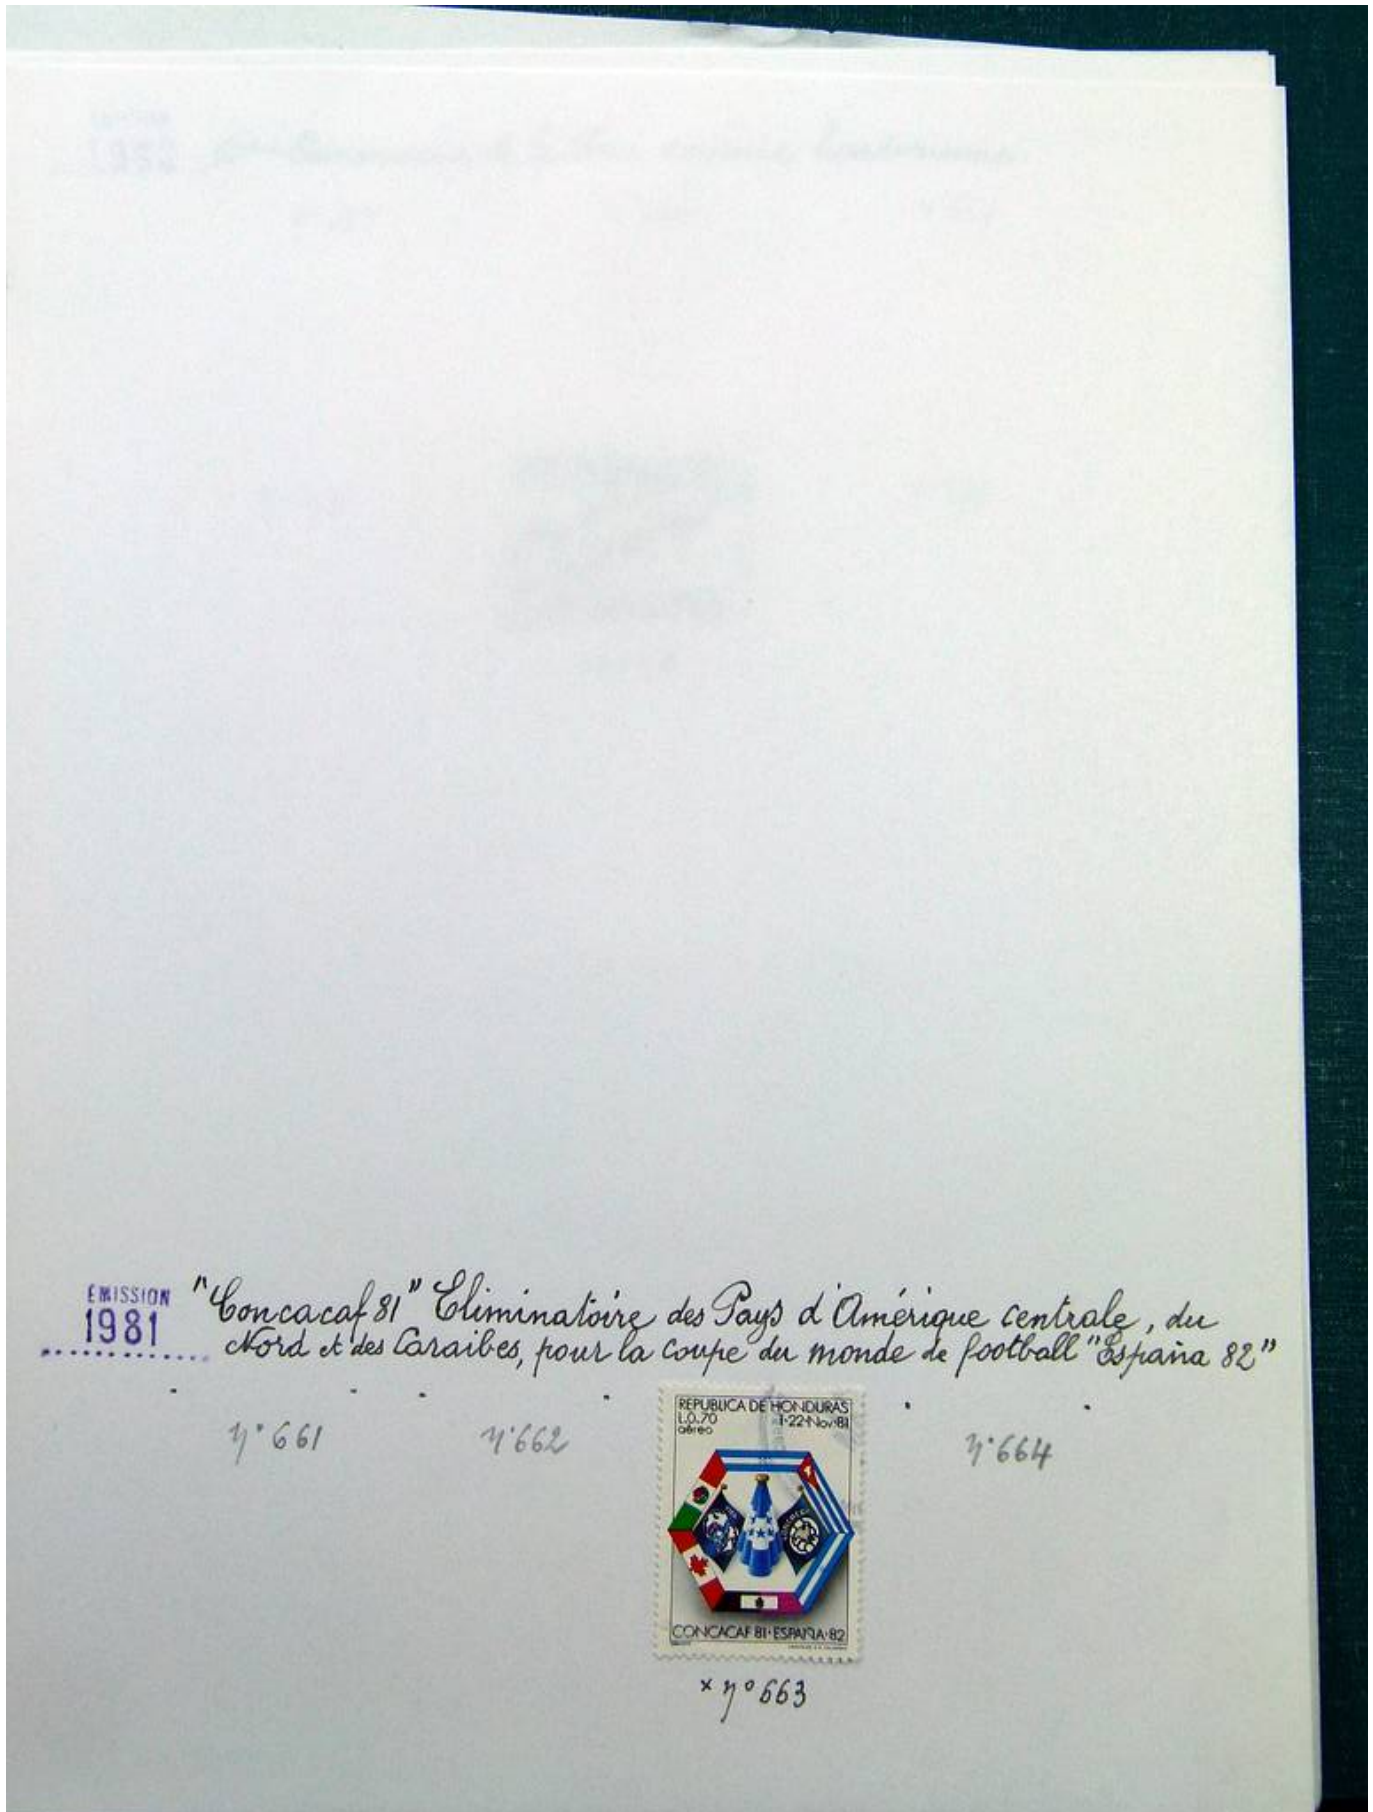 ÉMISSION
1981
"Concacaf 81" Eliminatoire des Pays d'Amérique centrale, du
Nord et des Caraibes, pour la coupe du monde de football "España 82"
n° 661
n° 662
n° 664
REPUBLICA DE HONDURAS
L.0.70
1-22-Nov-81
aéreo
CONCACAF 81·ESPAÑA·82
x n° 663